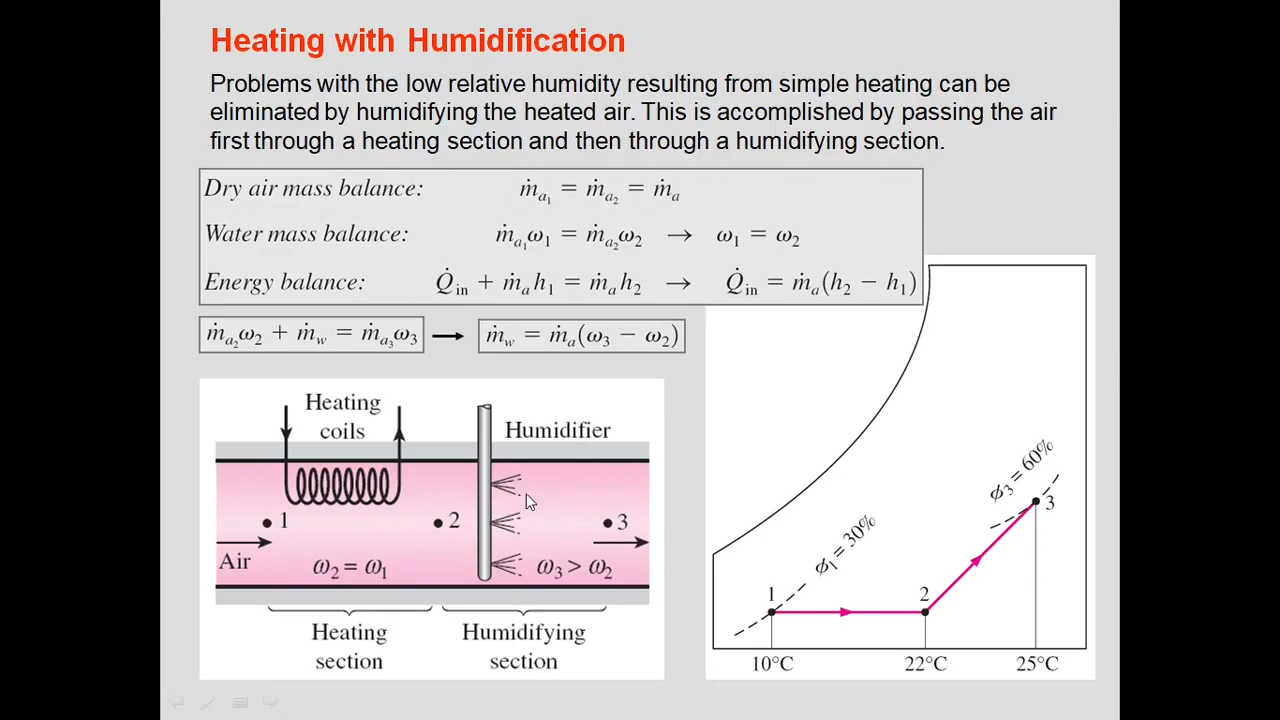 Heating with Humidification
Problems with the low relative humidity resulting from simple heating can be
eliminated by humidifying the heated air. This is accomplished by passing the air
first through a heating section and then through a humidifying section.
Dry air mass balance: ṁa₁ = ṁa₂ = ṁa
Water mass balance: ṁa₁ω₁ = ṁa₂ω₂ → ω₁ = ω₂
Energy balance: Q̇in + ṁah₁ = ṁah₂ → Q̇in = ṁa(h₂ − h₁)
ṁa₂ω₂ + ṁw = ṁa₃ω₃ → ṁw = ṁa(ω₃ − ω₂)
Heating
coils
Humidifier
1
2
3
Air
ω₂ = ω₁
ω₃ > ω₂
Heating
section
Humidifying
section
ϕ₁ = 30%
ϕ₃ = 60%
1
2
3
10°C
22°C
25°C